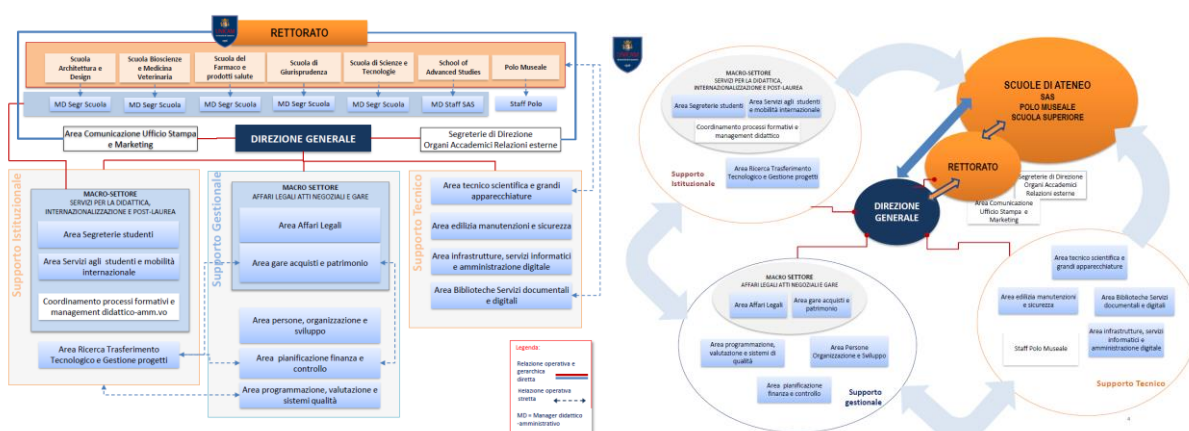 RETTORATO
Scuola
Architettura e
Design
Scuola Bioscienze
e Medicina
Veterinaria
Scuola del
Farmaco e
prodotti salute
Scuola di
Giurisprudenza
Scuola di Scienze e
Tecnologie
School of
Advanced Studies
Polo Museale
MD Segr Scuola
MD Segr Scuola
MD Segr Scuola
MD Segr Scuola
MD Segr Scuola
MD Staff SAS
Staff Polo
Area Comunicazione Ufficio Stampa
e Marketing
DIREZIONE GENERALE
Segreterie di Direzione
Organi Accademici Relazioni esterne
Supporto Istituzionale
MACRO-SETTORE
SERVIZI PER LA DIDATTICA,
INTERNAZIONALIZZAZIONE E POST-LAUREA
Area Segreterie studenti
Area Servizi agli studenti e mobilità
internazionale
Coordinamento processi formativi e
management didattico-amm.vo
Area Ricerca Trasferimento
Tecnologico e Gestione progetti
Supporto Gestionale
MACRO SETTORE
AFFARI LEGALI ATTI NEGOZIALI E GARE
Area Affari Legali
Area gare acquisti e patrimonio
Area persone, organizzazione e
sviluppo
Area pianificazione finanza e
controllo
Area programmazione, valutazione e
sistemi qualità
Supporto Tecnico
Area tecnico scientifica e grandi
apparecchiature
Area edilizia manutenzioni e sicurezza
Area infrastrutture, servizi informatici
e amministrazione digitale
Area Biblioteche Servizi documentali
e digitali
Legenda:
Relazione operativa e
gerarchica
diretta
Relazione operativa
stretta
MD = Manager didattico
-amministrativo
MACRO-SETTORE
SERVIZI PER LA DIDATTICA,
INTERNAZIONALIZZAZIONE E POST-LAUREA
Area Segreterie studenti
Area Servizi agli studenti
e mobilità internazionale
Coordinamento processi formativi e
management didattico
Area Ricerca Trasferimento
Tecnologico e Gestione progetti
Supporto
Istituzionale
SCUOLE DI ATENEO
SAS
POLO MUSEALE
SCUOLA SUPERIORE
RETTORATO
DIREZIONE
GENERALE
Segreterie di Direzione
Organi Accademici
Relazioni esterne
Area Comunicazione
Ufficio Stampa e
Marketing
MACRO SETTORE
AFFARI LEGALI ATTI NEGOZIALI E GARE
Area Affari Legali
Area gare acquisti e
patrimonio
Area programmazione,
valutazione e sistemi di
qualità
Area Persone
Organizzazione e Sviluppo
Area pianificazione
finanza e controllo
Supporto
gestionale
Area tecnico scientifica e
grandi apparecchiature
Area edilizia manutenzioni
e sicurezza
Area Biblioteche Servizi
documentali e digitali
Staff Polo Museale
Area infrastrutture, servizi
informatici e
amministrazione digitale
Supporto Tecnico
4